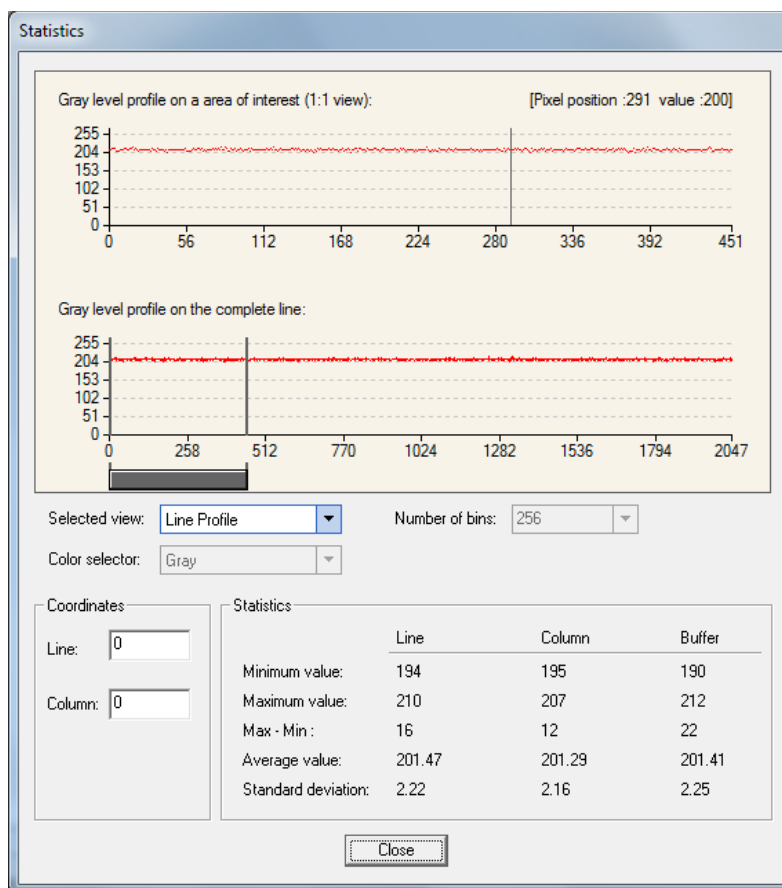 Statistics
Gray level profile on a area of interest (1:1 view): [Pixel position :291 value :200]
255
204
153
102
51
0
0 56 112 168 224 280 336 392 451
Gray level profile on the complete line:
255
204
153
102
51
0
0 258 512 770 1024 1282 1536 1794 2047
Selected view: Line Profile Number of bins: 256
Color selector: Gray
Coordinates
Line: 0
Column: 0
Statistics
Line Column Buffer
Minimum value: 194 195 190
Maximum value: 210 207 212
Max - Min : 16 12 22
Average value: 201.47 201.29 201.41
Standard deviation: 2.22 2.16 2.25
Close